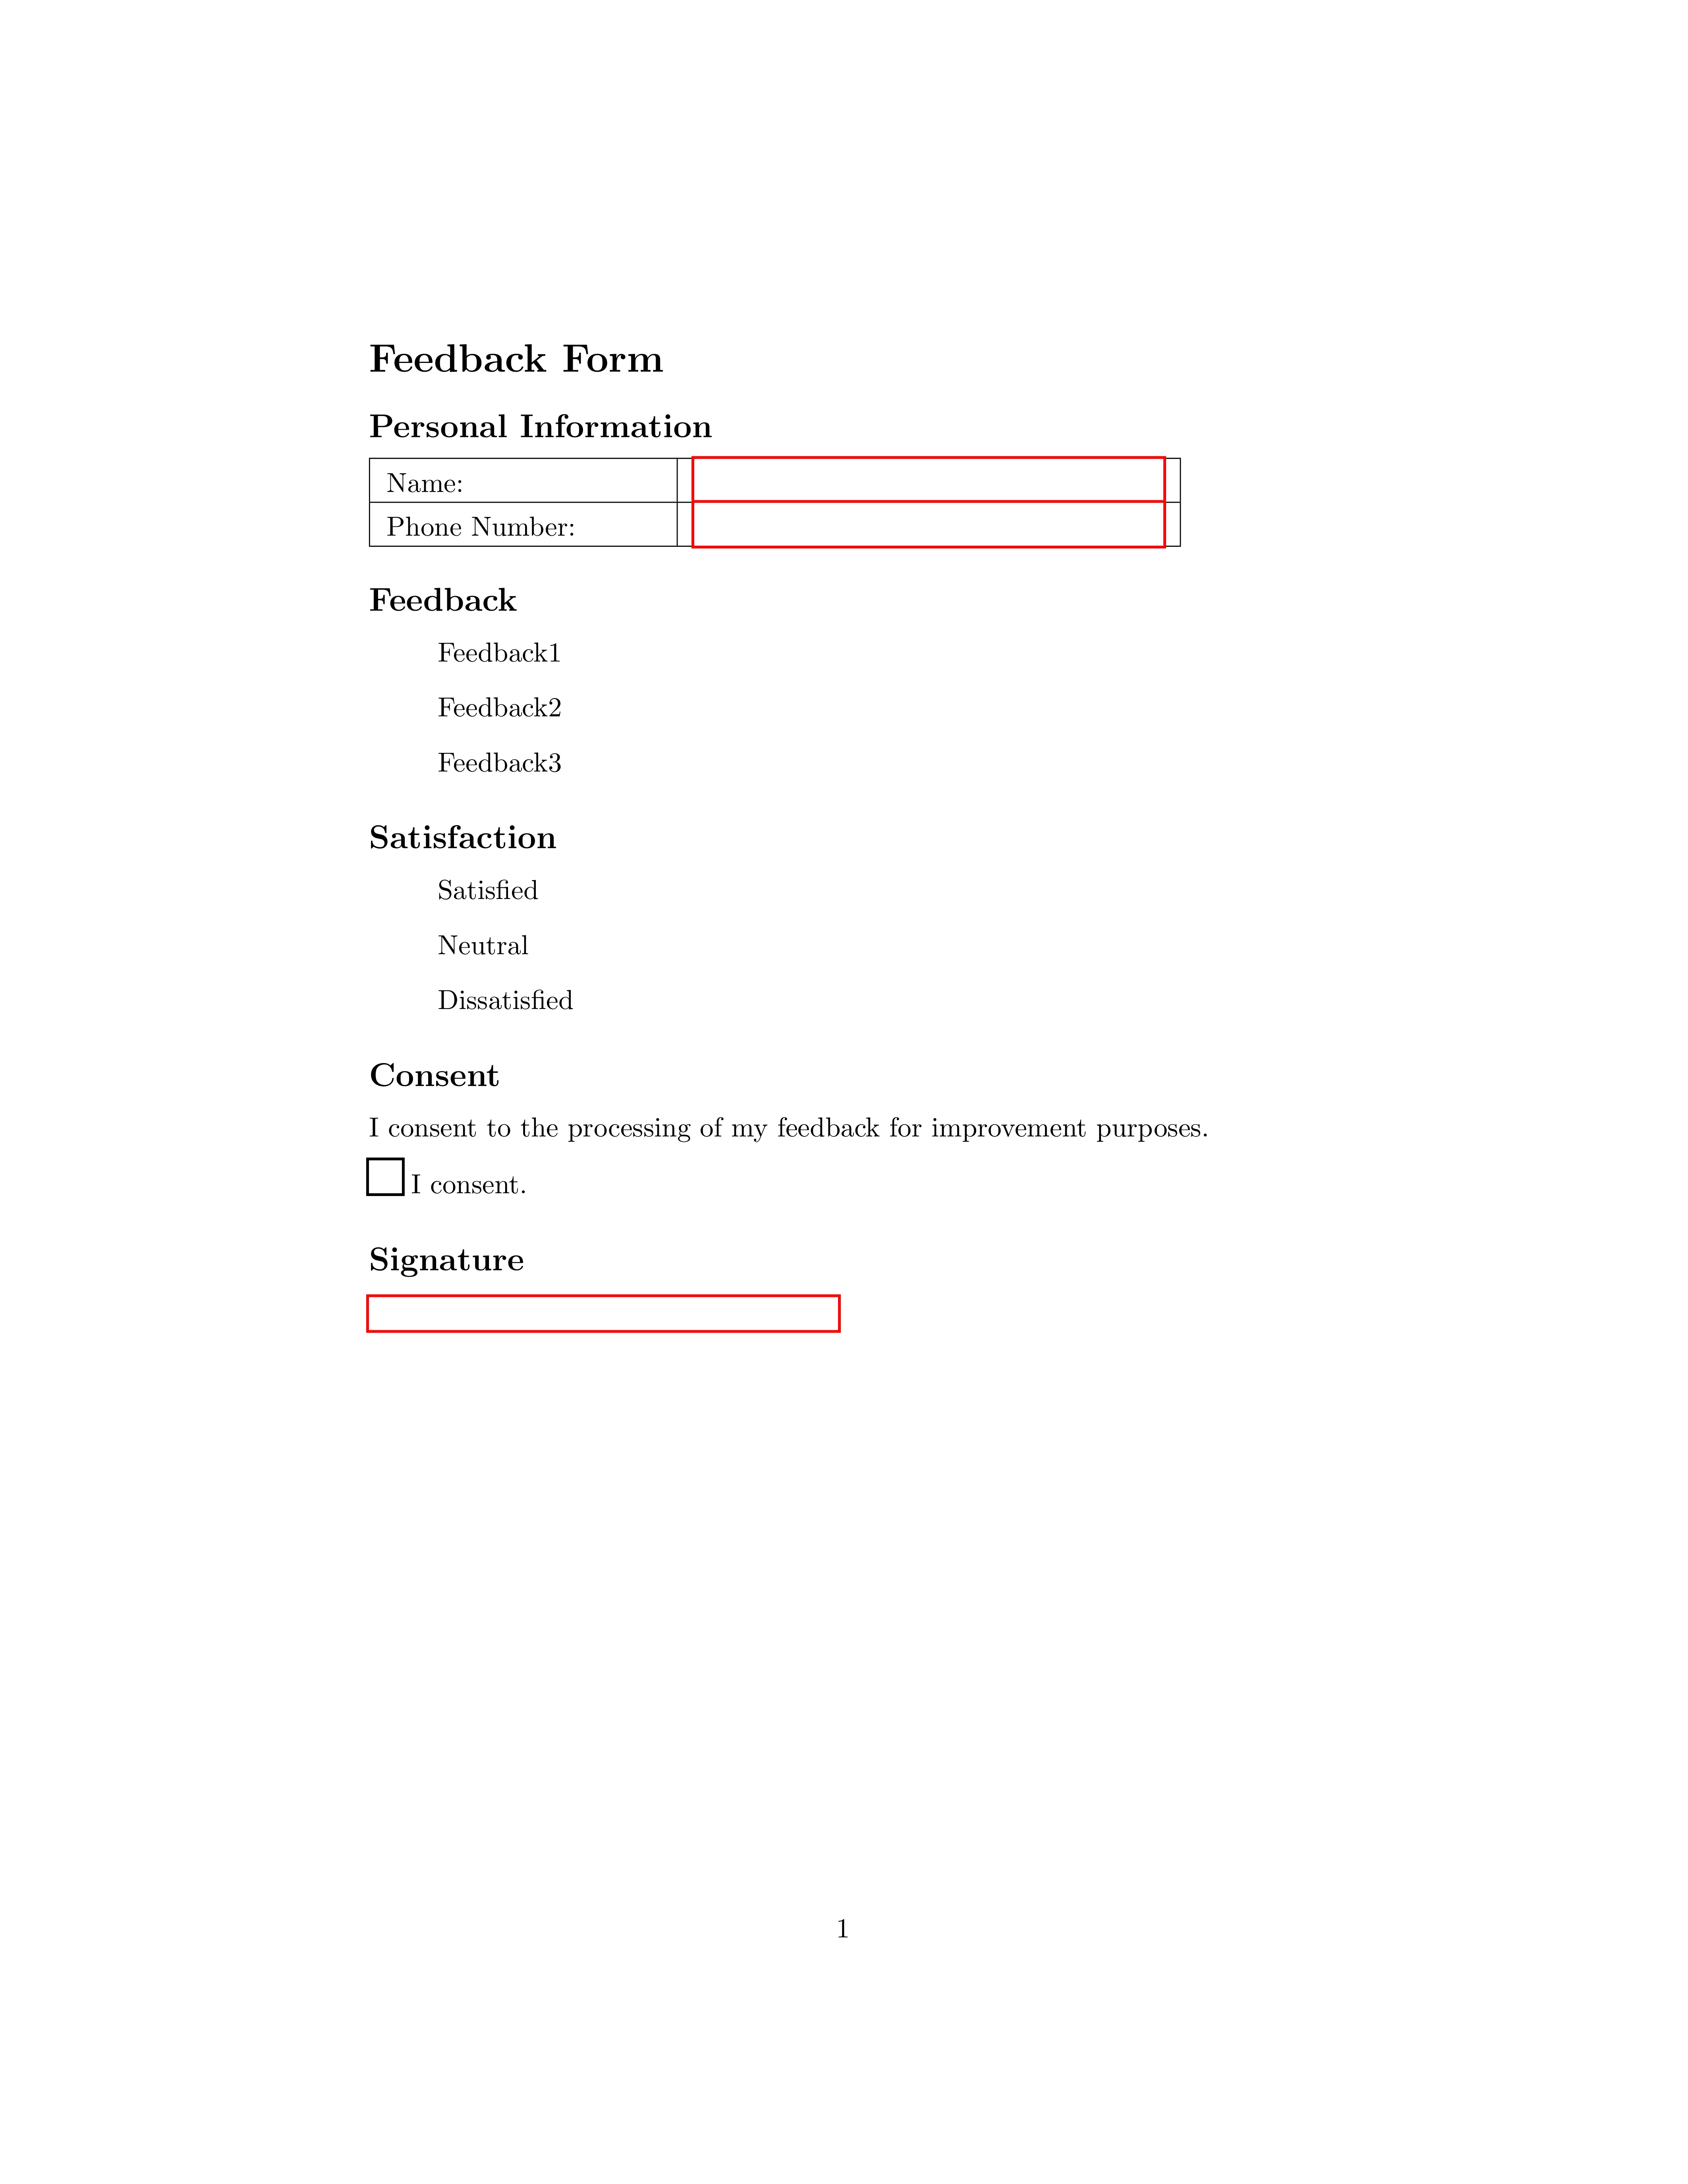 Feedback Form
Personal Information
Name:
Phone Number:
Feedback
Feedback1
Feedback2
Feedback3
Satisfaction
Satisfied
Neutral
Dissatisfied
Consent
I consent to the processing of my feedback for improvement purposes.
I consent.
Signature
1